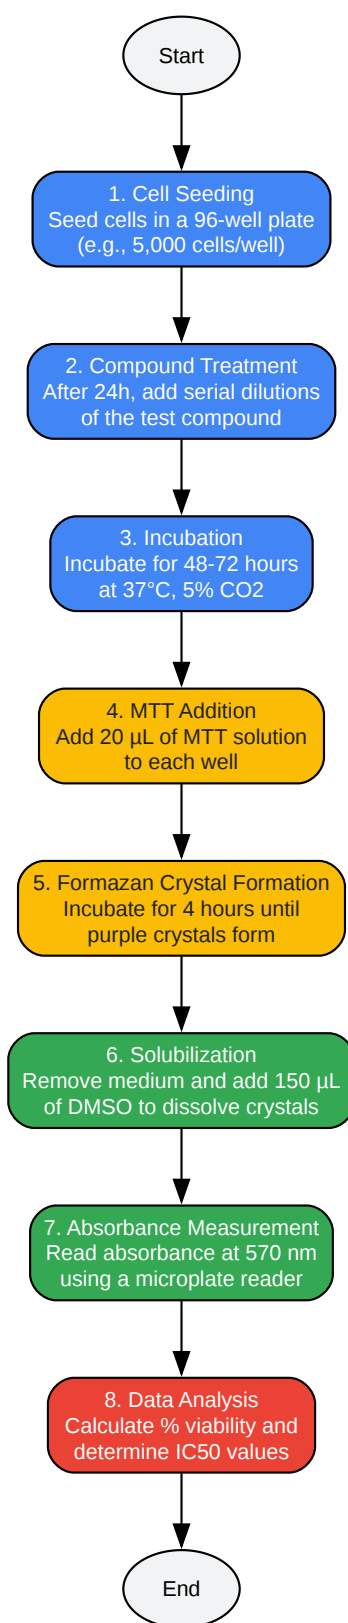 Start
1. Cell Seeding
Seed cells in a 96-well plate
(e.g., 5,000 cells/well)
2. Compound Treatment
After 24h, add serial dilutions
of the test compound
3. Incubation
Incubate for 48-72 hours
at 37°C, 5% CO2
4. MTT Addition
Add 20 µL of MTT solution
to each well
5. Formazan Crystal Formation
Incubate for 4 hours until
purple crystals form
6. Solubilization
Remove medium and add 150 µL
of DMSO to dissolve crystals
7. Absorbance Measurement
Read absorbance at 570 nm
using a microplate reader
8. Data Analysis
Calculate % viability and
determine IC50 values
End